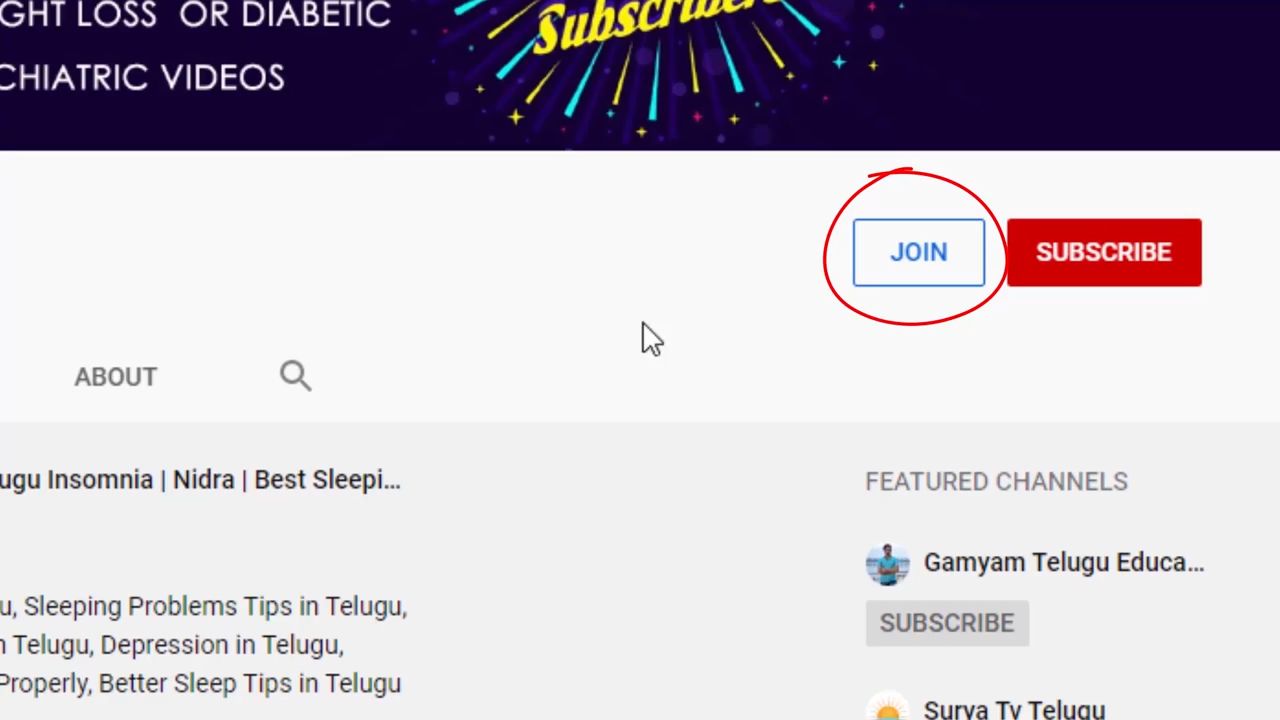 GHT LOSS OR DIABETIC
CHIATRIC VIDEOS
Subscribers
JOIN
SUBSCRIBE
ABOUT
ugu Insomnia | Nidra | Best Sleepi...
u, Sleeping Problems Tips in Telugu,
n Telugu, Depression in Telugu,
Properly, Better Sleep Tips in Telugu
FEATURED CHANNELS
Gamyam Telugu Educa...
SUBSCRIBE
Surya Tv Telugu